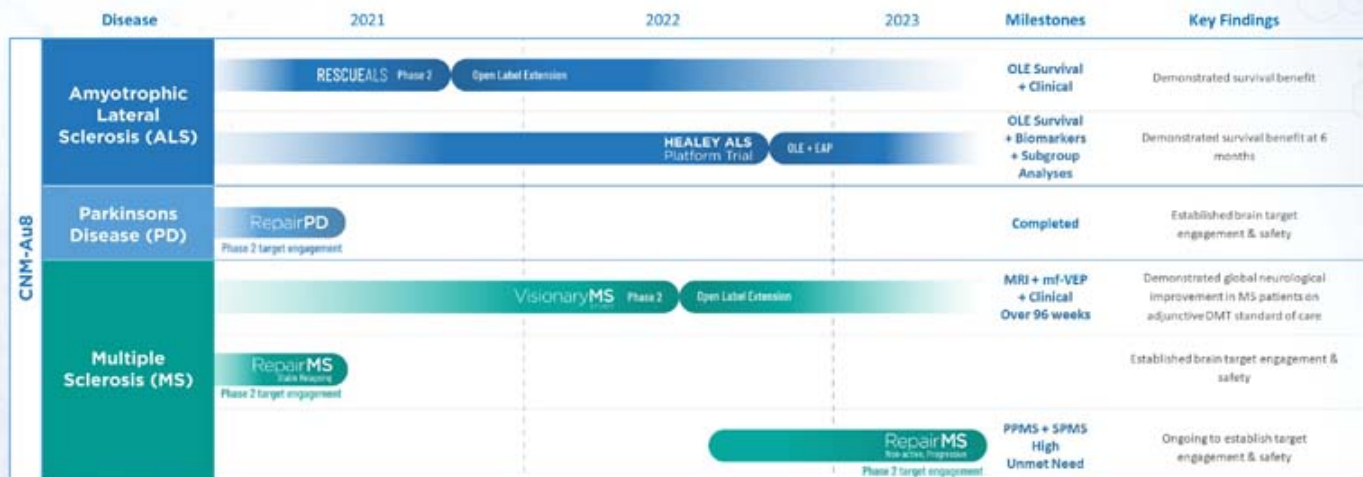 Disease 2021 2022 2023 Milestones Key Findings
CNM-Au8
Amyotrophic
Lateral
Sclerosis (ALS)
RESCUEALS Phase 2 Open Label Extension
OLE Survival
+ Clinical
Demonstrated survival benefit
HEALEY ALS
Platform Trial
OLE + EAP
OLE Survival
+ Biomarkers
+ Subgroup
Analyses
Demonstrated survival benefit at 6
months
Parkinsons
Disease (PD)
RepairPD
Phase 2 target engagement
Completed
Established brain target
engagement & safety
Multiple
Sclerosis (MS)
VisionaryMS Phase 2 Open Label Extension
MRI + mf-VEP
+ Clinical
Over 96 weeks
Demonstrated global neurological
improvement in MS patients on
adjunctive DMT standard of care
RepairMS
Stable Relapsing
Phase 2 target engagement
Established brain target engagement &
safety
RepairMS
Non-active, Progressive
Phase 2 target engagement
PPMS + SPMS
High
Unmet Need
Ongoing to establish target
engagement & safety